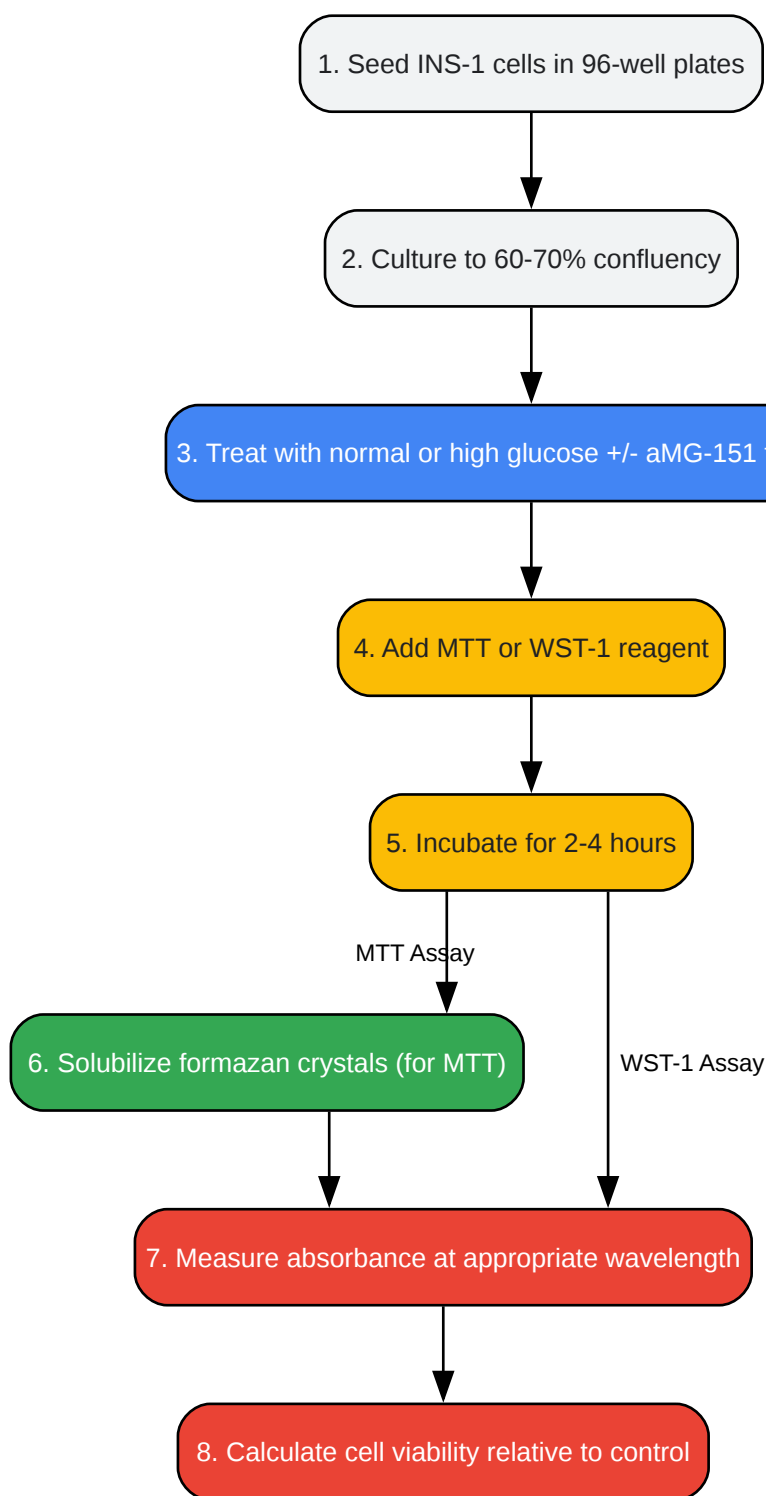 1. Seed INS-1 cells in 96-well plates
2. Culture to 60-70% confluency
3. Treat with normal or high glucose +/- aMG-151
4. Add MTT or WST-1 reagent
5. Incubate for 2-4 hours
MTT Assay
6. Solubilize formazan crystals (for MTT)
WST-1 Assay
7. Measure absorbance at appropriate wavelength
8. Calculate cell viability relative to control